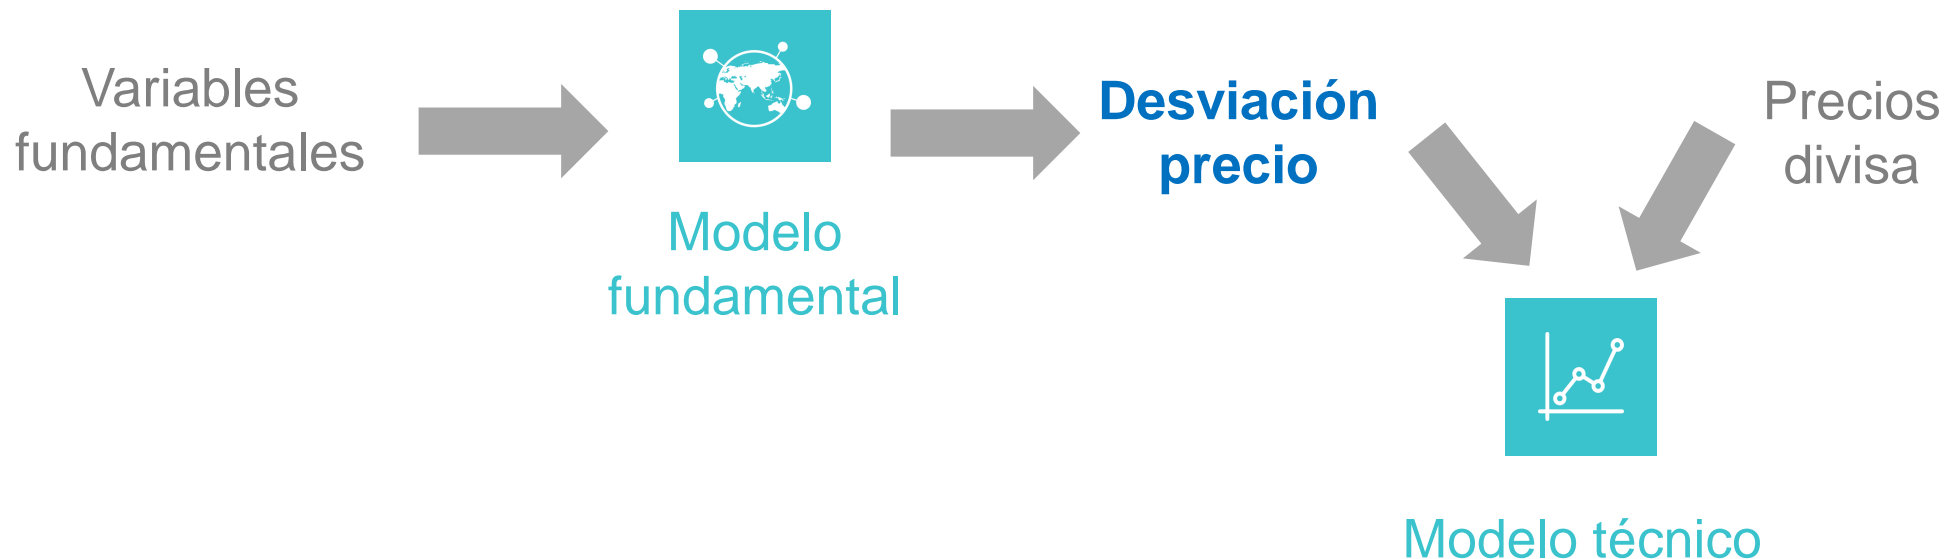 Variables
fundamentales
Modelo
fundamental
Desviación
precio
Precios
divisa
Modelo técnico